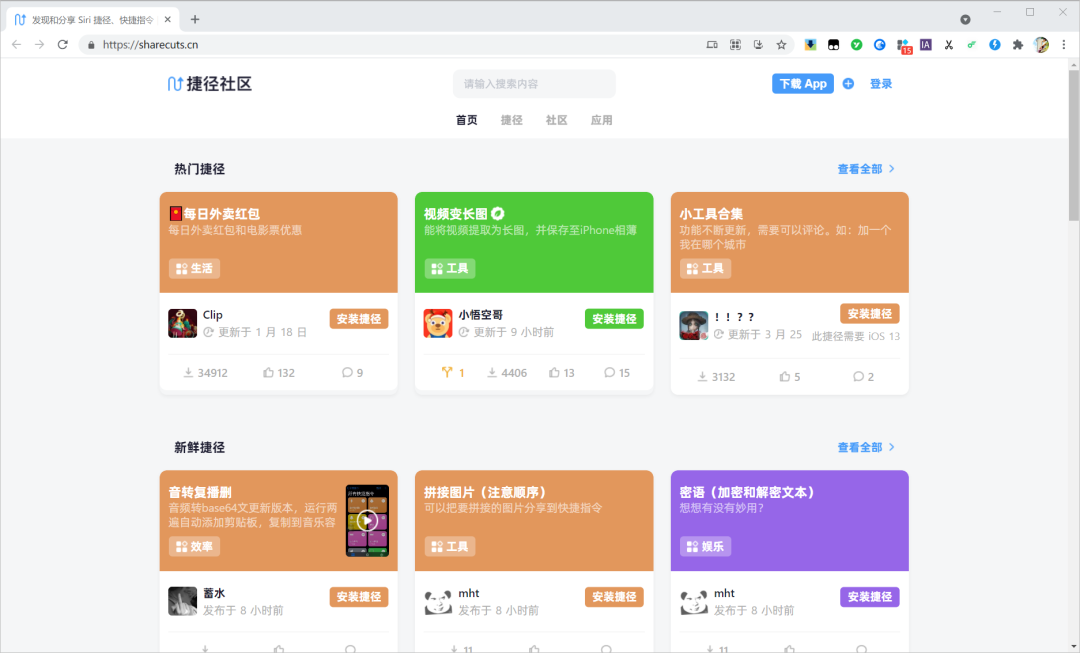 发现和分享 Siri 捷径、快捷指令
https://sharecuts.cn
15
IA
捷径社区
请输入搜索内容
下载 App
登录
首页 捷径 社区 应用
热门捷径
查看全部
每日外卖红包
每日外卖红包和电影票优惠
生活
Clip
更新于 1 月 18 日
安装捷径
34912 132 9
视频变长图
能将视频提取为长图，并保存至iPhone相薄
工具
小悟空哥
更新于 9 小时前
安装捷径
1 4406 13 15
小工具合集
功能不断更新，需要可以评论。如：加一个
我在哪个城市
工具
！！？？
更新于 3 月 25
安装捷径
此捷径需要 iOS 13
3132 5 2
新鲜捷径
查看全部
音转复播删
音频转base64文更新版本，运行两
遍自动添加剪贴板，复制到音乐容
效率
蓄水
发布于 8 小时前
安装捷径
拼接图片（注意顺序）
可以把要拼接的图片分享到快捷指令
工具
mht
发布于 8 小时前
安装捷径
11
密语（加密和解密文本）
想想有没有妙用？
娱乐
mht
发布于 8 小时前
安装捷径
11